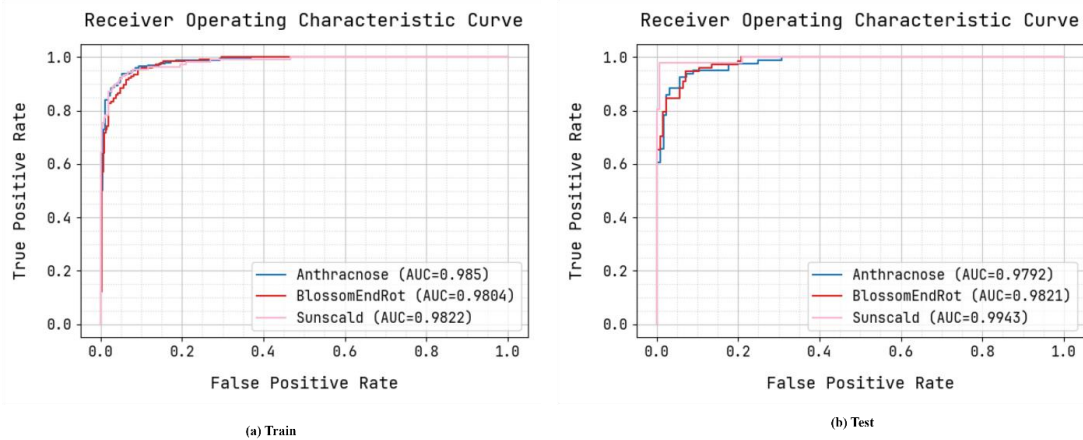 Receiver Operating Characteristic Curve
True Positive Rate
1.0
0.8
0.6
0.4
0.2
0.0
Anthracnose (AUC=0.985)
BlossomEndRot (AUC=0.9804)
Sunscald (AUC=0.9822)
0.0 0.2 0.4 0.6 0.8 1.0
False Positive Rate
(a) Train
Receiver Operating Characteristic Curve
True Positive Rate
1.0
0.8
0.6
0.4
0.2
0.0
Anthracnose (AUC=0.9792)
BlossomEndRot (AUC=0.9821)
Sunscald (AUC=0.9943)
0.0 0.2 0.4 0.6 0.8 1.0
False Positive Rate
(b) Test